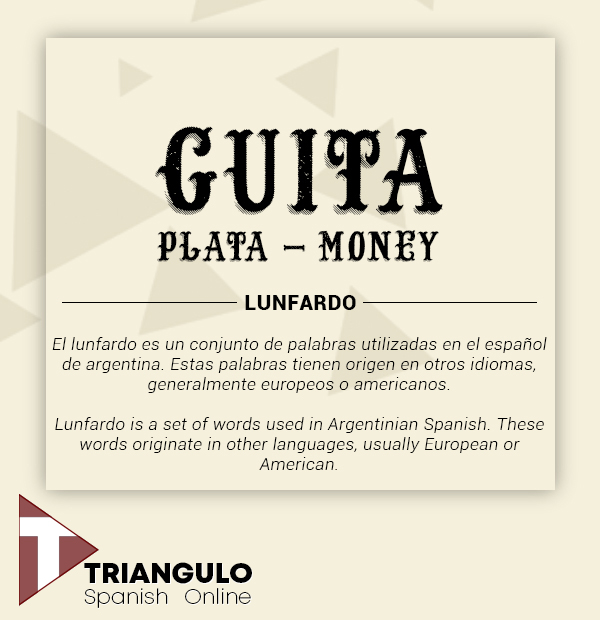 GUITA
PLATA – MONEY
LUNFARDO
El lunfardo es un conjunto de palabras utilizadas en el español
de argentina. Estas palabras tienen origen en otros idiomas,
generalmente europeos o americanos.
Lunfardo is a set of words used in Argentinian Spanish. These
words originate in other languages, usually European or
American.
T
TRIANGULO
Spanish Online